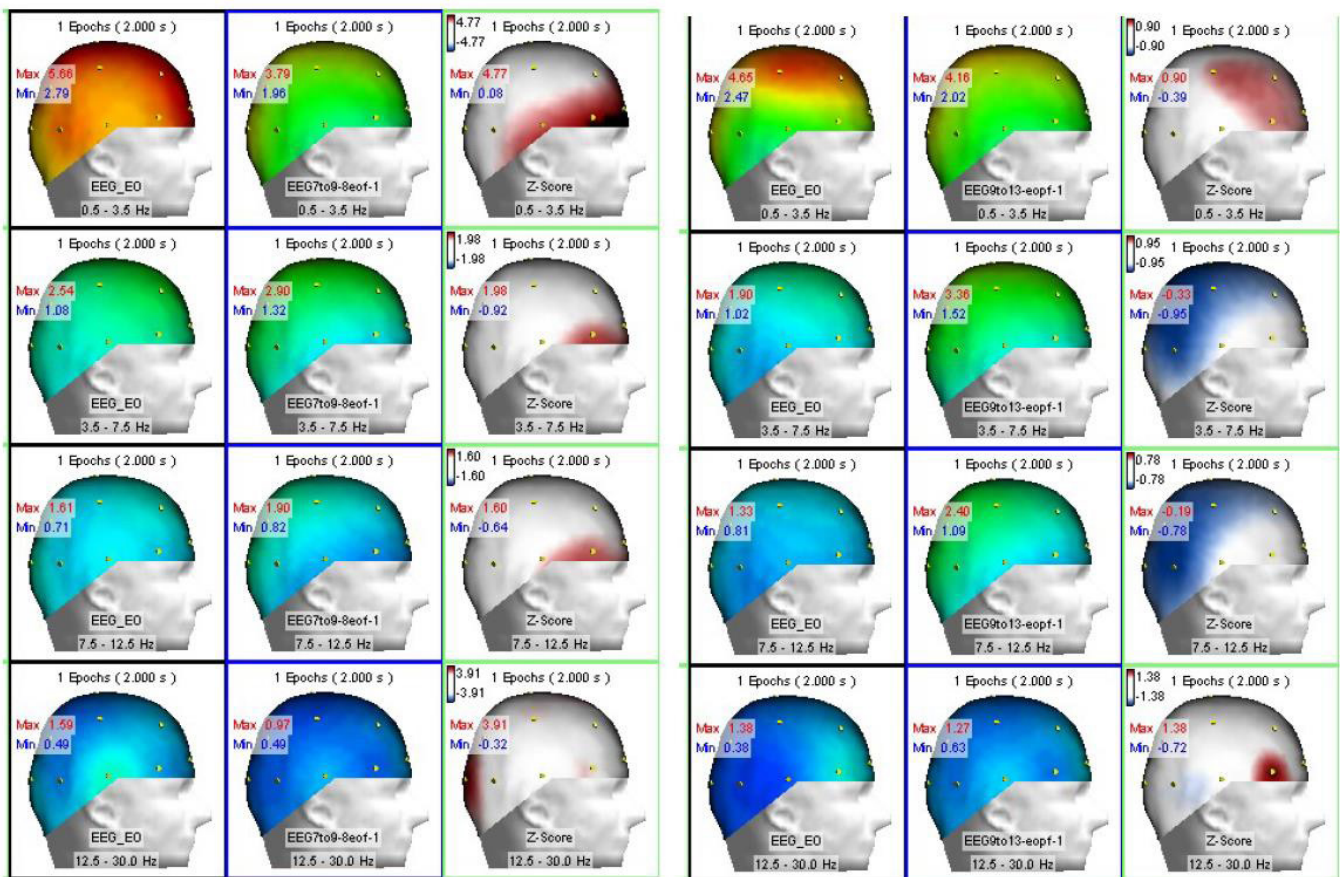 1 Epochs ( 2.000 s )
Max 5.66
Min 2.79
EEG_EO
0.5 - 3.5 Hz
1 Epochs ( 2.000 s )
Max 3.79
Min 1.96
EEG7to9-8eof-1
0.5 - 3.5 Hz
4.77
-4.77
1 Epochs ( 2.000 s )
Max 4.77
Min 0.08
Z-Score
0.5 - 3.5 Hz
1 Epochs ( 2.000 s )
Max 4.65
Min 2.47
EEG_EO
0.5 - 3.5 Hz
1 Epochs ( 2.000 s )
Max 4.16
Min 2.02
EEG9to13-eopf-1
0.5 - 3.5 Hz
0.90
-0.90
1 Epochs ( 2.000 s )
Max 0.90
Min -0.39
Z-Score
0.5 - 3.5 Hz
1 Epochs ( 2.000 s )
Max 2.54
Min 1.08
EEG_EO
3.5 - 7.5 Hz
1 Epochs ( 2.000 s )
Max 2.90
Min 1.32
EEG7to9-8eof-1
3.5 - 7.5 Hz
1.98
-1.98
1 Epochs ( 2.000 s )
Max 1.98
Min -0.92
Z-Score
3.5 - 7.5 Hz
1 Epochs ( 2.000 s )
Max 1.90
Min 1.02
EEG_EO
3.5 - 7.5 Hz
1 Epochs ( 2.000 s )
Max 3.36
Min 1.52
EEG9to13-eopf-1
3.5 - 7.5 Hz
0.95
-0.95
1 Epochs ( 2.000 s )
Max -0.33
Min -0.95
Z-Score
3.5 - 7.5 Hz
1 Epochs ( 2.000 s )
Max 1.61
Min 0.71
EEG_EO
7.5 - 12.5 Hz
1 Epochs ( 2.000 s )
Max 1.90
Min 0.82
EEG7to9-8eof-1
7.5 - 12.5 Hz
1.60
-1.60
1 Epochs ( 2.000 s )
Max 1.60
Min -0.64
Z-Score
7.5 - 12.5 Hz
1 Epochs ( 2.000 s )
Max 1.33
Min 0.81
EEG_EO
7.5 - 12.5 Hz
1 Epochs ( 2.000 s )
Max 2.40
Min 1.09
EEG9to13-eopf-1
7.5 - 12.5 Hz
0.78
-0.78
1 Epochs ( 2.000 s )
Max -0.19
Min -0.78
Z-Score
7.5 - 12.5 Hz
1 Epochs ( 2.000 s )
Max 1.59
Min 0.49
EEG_EO
12.5 - 30.0 Hz
1 Epochs ( 2.000 s )
Max 0.97
Min 0.49
EEG7to9-8eof-1
12.5 - 30.0 Hz
3.91
-3.91
1 Epochs ( 2.000 s )
Max 3.91
Min -0.32
Z-Score
12.5 - 30.0 Hz
1 Epochs ( 2.000 s )
Max 1.38
Min 0.38
EEG_EO
12.5 - 30.0 Hz
1 Epochs ( 2.000 s )
Max 1.27
Min 0.63
EEG9to13-eopf-1
12.5 - 30.0 Hz
1.38
-1.38
1 Epochs ( 2.000 s )
Max 1.38
Min -0.72
Z-Score
12.5 - 30.0 Hz